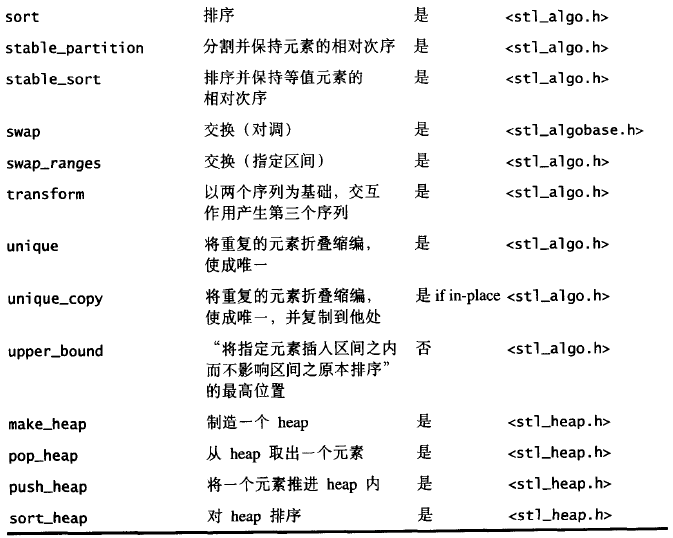 sort 排序 是 <stl_algo.h>
stable_partition 分割并保持元素的相对次序 是 <stl_algo.h>
stable_sort 排序并保持等值元素的 是 <stl_algo.h>
相对次序
swap 交换（对调） 是 <stl_algobase.h>
swap_ranges 交换（指定区间） 是 <stl_algo.h>
transform 以两个序列为基础，交互 是 <stl_algo.h>
作用产生第三个序列
unique 将重复的元素折叠缩编， 是 <stl_algo.h>
使成唯一
unique_copy 将重复的元素折叠缩编， 是 if in-place <stl_algo.h>
使成唯一，并复制到他处
upper_bound “将指定元素插入区间之内 否 <stl_algo.h>
而不影响区间之原本排序”
的最高位置
make_heap 制造一个 heap 是 <stl_heap.h>
pop_heap 从 heap 取出一个元素 是 <stl_heap.h>
push_heap 将一个元素推进 heap 内 是 <stl_heap.h>
sort_heap 对 heap 排序 是 <stl_heap.h>